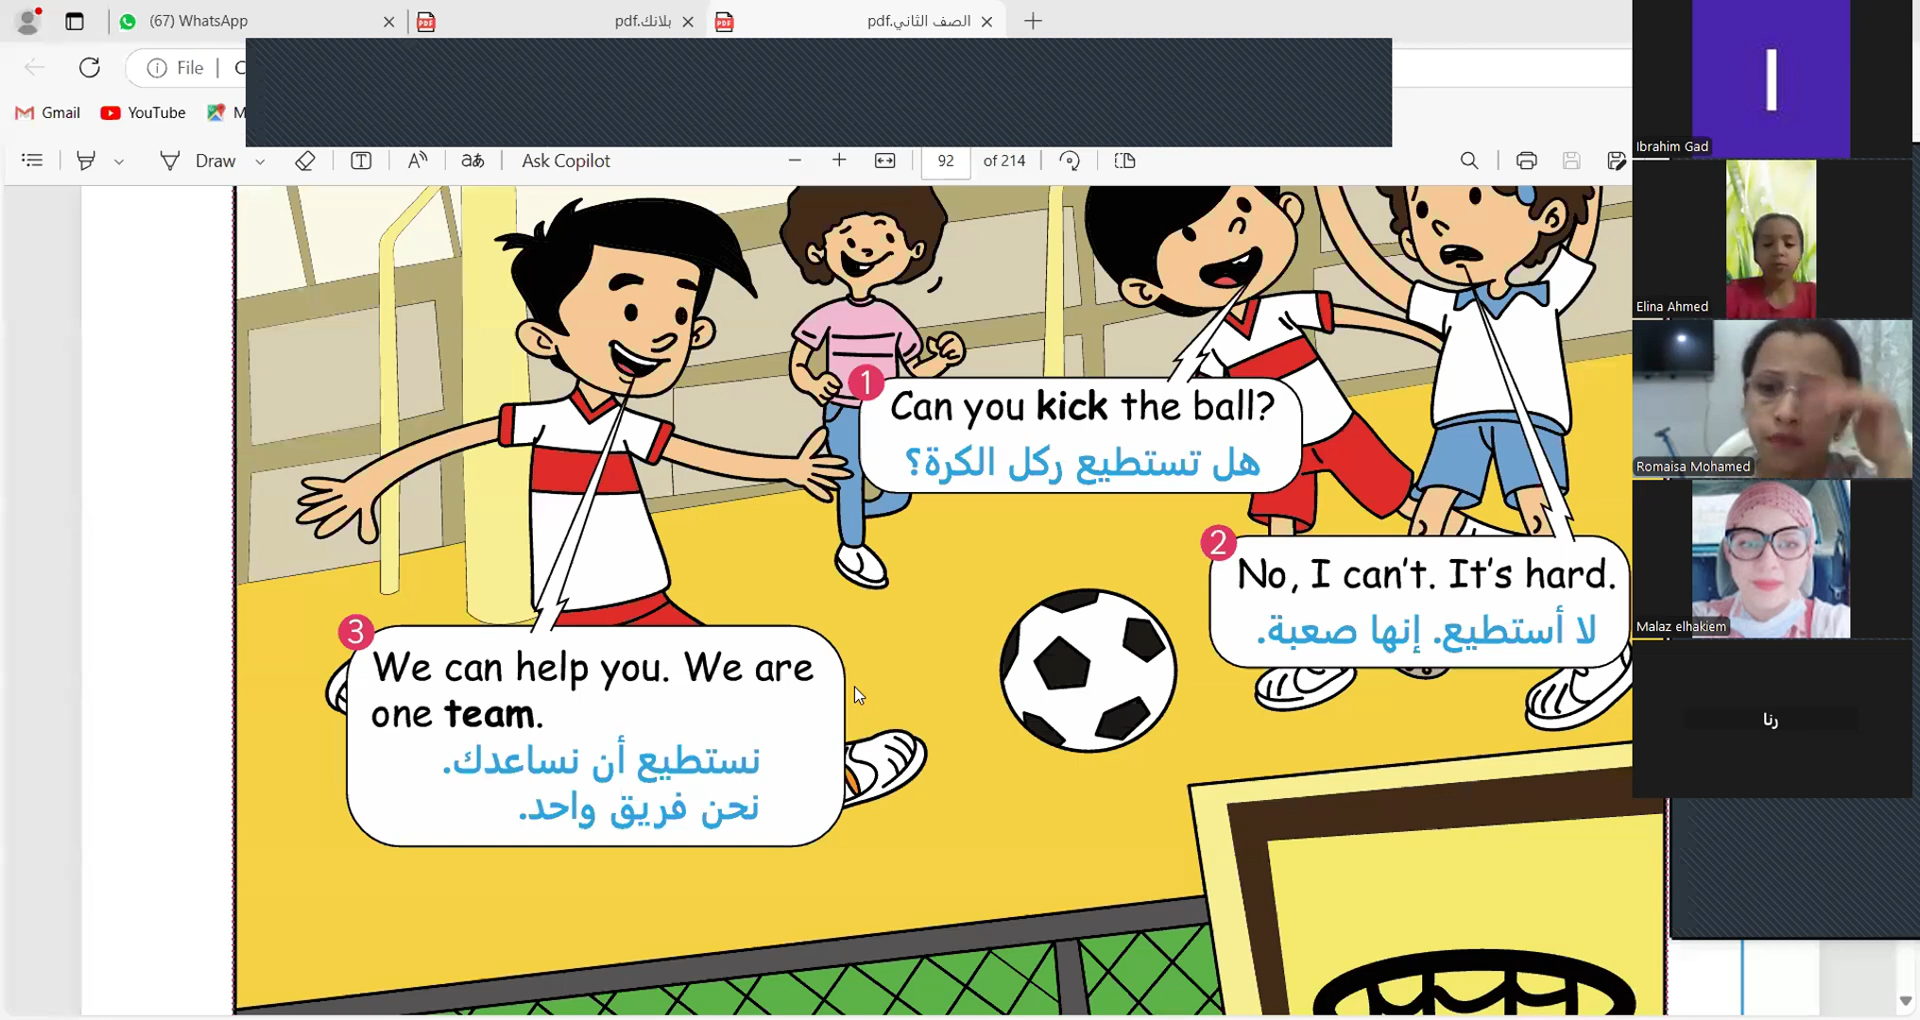 (67) WhatsApp
بلانك.pdf
الصف الثاني.pdf
File
C
Gmail
YouTube
M
Draw
Ask Copilot
92 of 214
1
Can you kick the ball?
هل تستطيع ركل الكرة؟
2
No, I can't. It's hard.
لا أستطيع. إنها صعبة.
3
We can help you. We are
one team.
نستطيع أن نساعدك.
نحن فريق واحد.
I
Ibrahim Gad
Elina Ahmed
Romaisa Mohamed
Malaz elhakiem
رنا